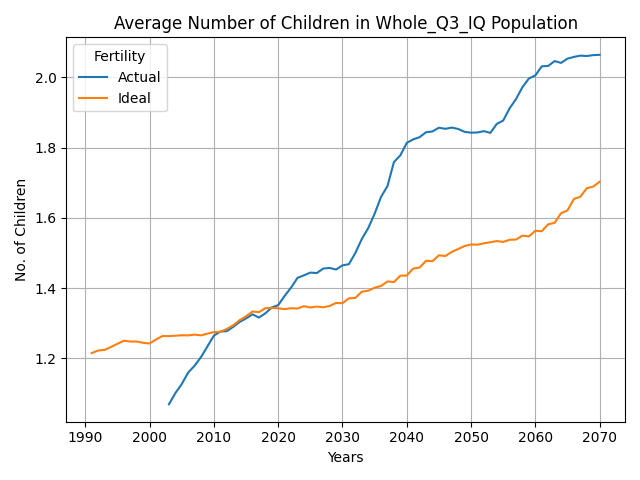 Average Number of Children in Whole_Q3_IQ Population
Fertility
Actual
Ideal
No. of Children
2.0
1.8
1.6
1.4
1.2
1990 2000 2010 2020 2030 2040 2050 2060 2070
Years